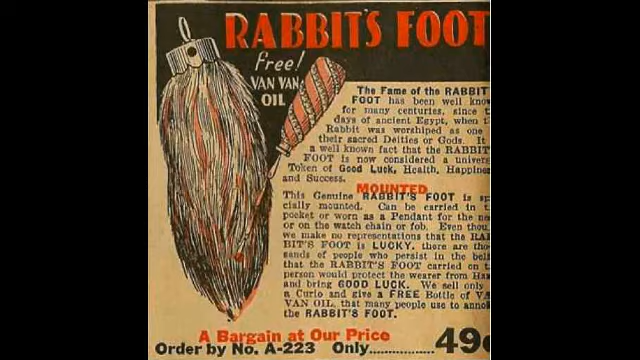 RABBIT'S FOOT
free!
VAN VAN
OIL
The Fame of the RABBIT
FOOT has been well know
for many centuries, since t
days of ancient Egypt, when t
Rabbit was worshiped as one
their sacred Deities or Gods. It
a well known fact that the RABBIT
FOOT is now considered a univers
Token of Good Luck, Health, Happines
and Success.
MOUNTED
This Genuine RABBIT'S FOOT is sp
cially mounted. Can be carried in t
pocket or worn as a Pendant for the ne
or on the watch chain or fob. Even thou
we make no representations that the RAB
BIT'S FOOT is LUCKY, there are thou
sands of people who persist in the beli
that the RABBIT'S FOOT carried on t
person would protect the wearer from Har
and bring GOOD LUCK. We sell only
a Curio and give a FREE Bottle of VA
VAN OIL, that many people use to anno
the RABBIT'S FOOT.
A Bargain at Our Price
Order by No. A-223 Only............... 49c